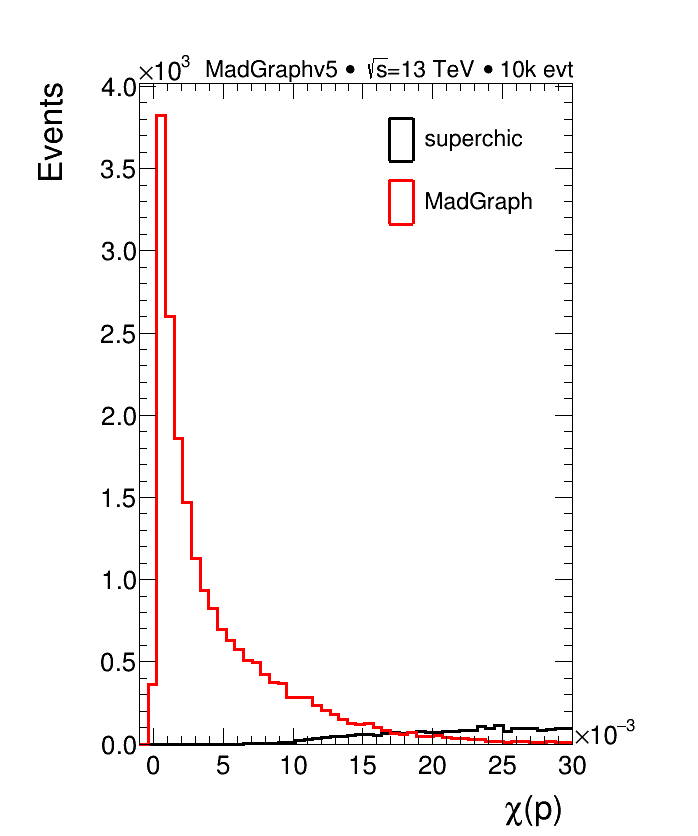 ×10³ MadGraphv5 • √s=13 TeV • 10k evt
Events
4.0
3.5
3.0
2.5
2.0
1.5
1.0
0.5
0.0
superchic
MadGraph
0 5 10 15 20 25 30
×10⁻³
χ(p)